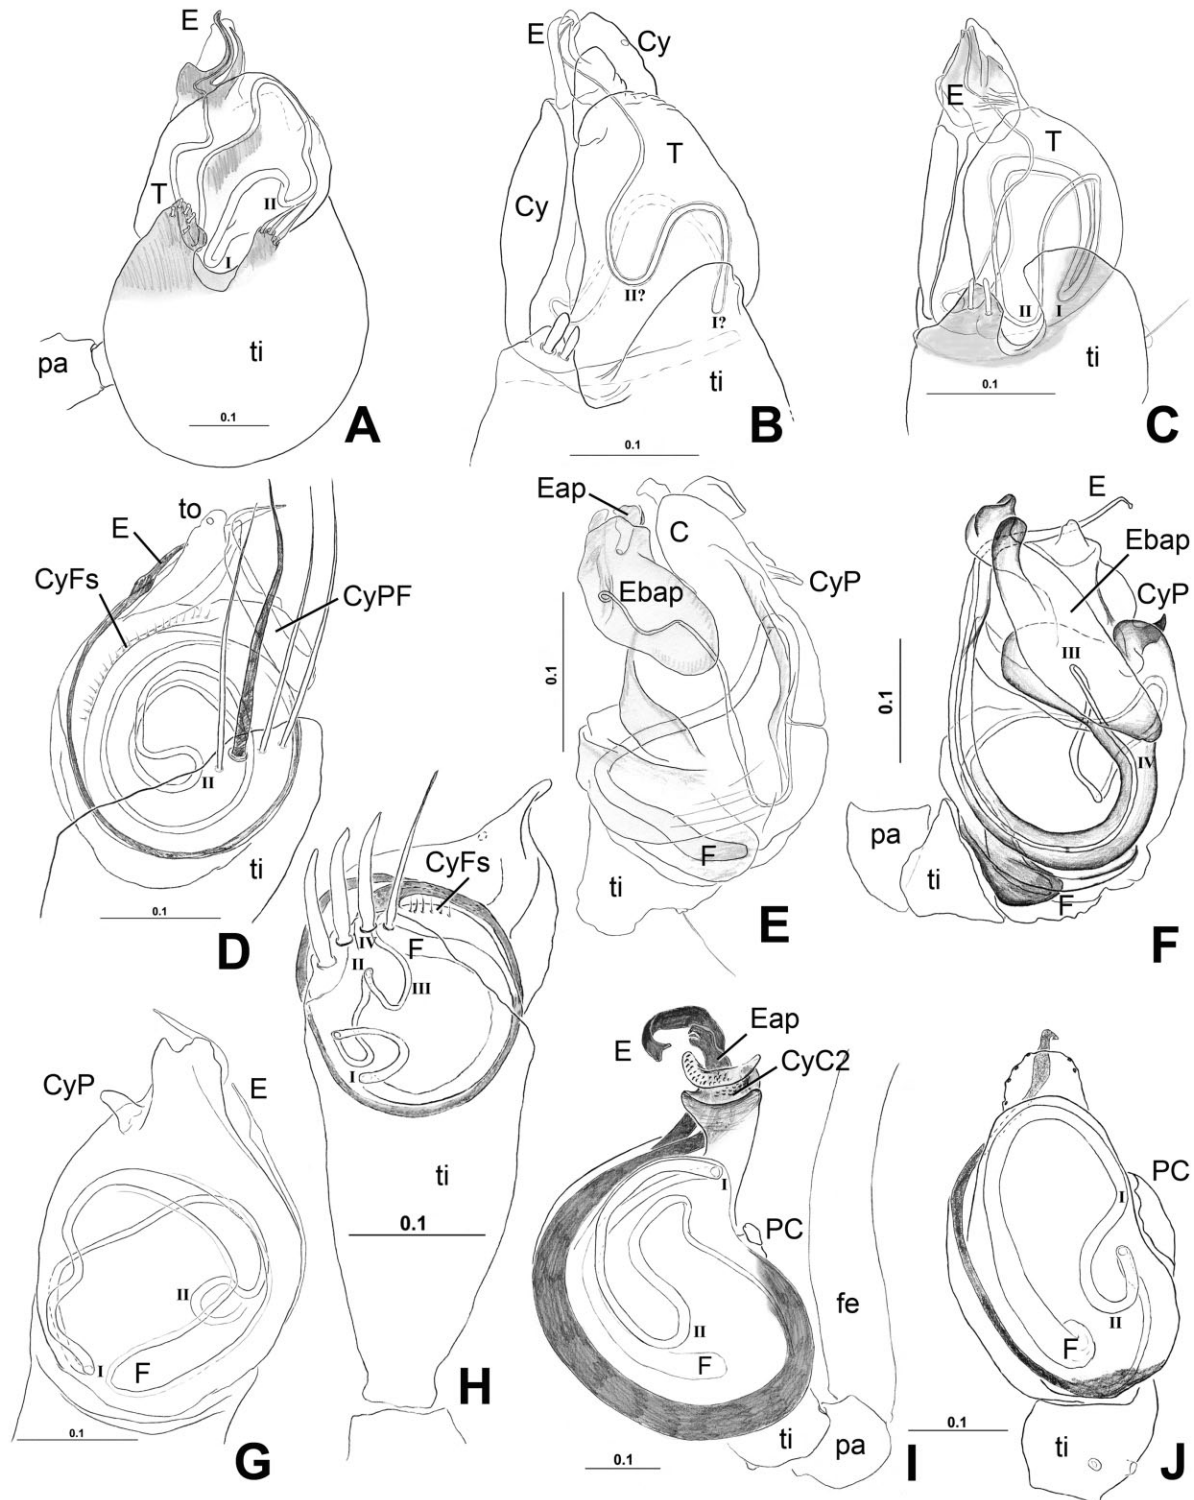 E
T
II
I
pa
ti
0.1
A
E
Cy
T
Cy
II?
I?
ti
0.1
B
E
T
II
I
ti
0.1
C
to
E
CyFs
CyPF
II
ti
0.1
D
Eap
C
CyP
Ebap
0.1
F
ti
E
E
Ebap
CyP
III
0.1
IV
pa
ti
F
F
CyP
E
II
I
F
0.1
G
CyFs
IV
F
II
III
I
ti
0.1
H
Eap
E
CyC2
I
PC
fe
II
F
ti
pa
0.1
I
PC
I
II
F
0.1
ti
J